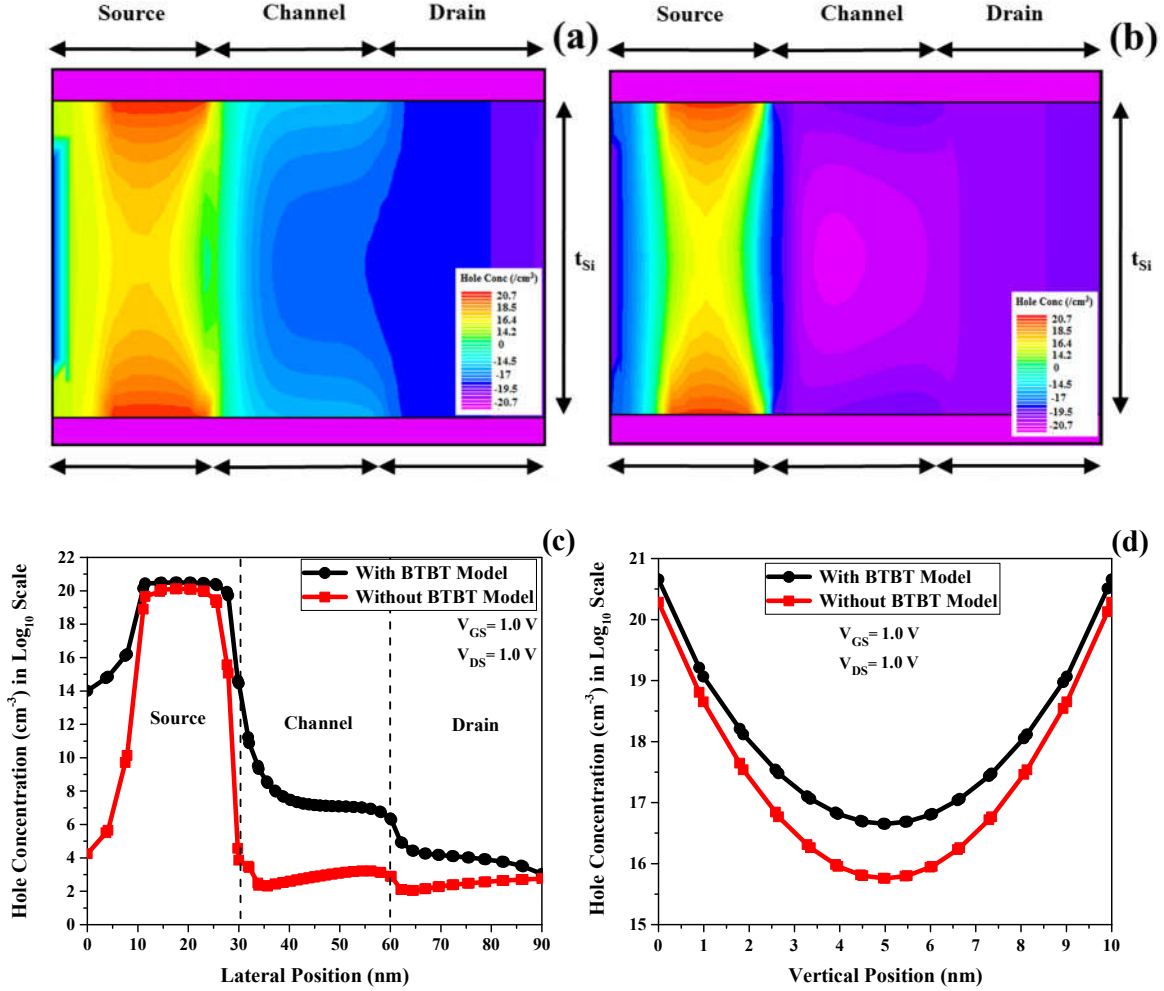 Source Channel Drain
(a)
t_Si
Hole Conc (/cm³)
20.7
18.5
16.4
14.2
0
-14.5
-17
-19.5
-20.7
Source Channel Drain
(b)
t_Si
Hole Conc (/cm³)
20.7
18.5
16.4
14.2
0
-14.5
-17
-19.5
-20.7
(c)
Hole Concentration (cm⁻³) in Log₁₀ Scale
22
20
18
16
14
12
10
8
6
4
2
0
With BTBT Model
Without BTBT Model
V_GS= 1.0 V
V_DS= 1.0 V
Source Channel Drain
0 10 20 30 40 50 60 70 80 90
Lateral Position (nm)
(d)
Hole Concentration (cm⁻³) in Log₁₀ Scale
21
20
19
18
17
16
15
With BTBT Model
Without BTBT Model
V_GS= 1.0 V
V_DS= 1.0 V
0 1 2 3 4 5 6 7 8 9 10
Vertical Position (nm)